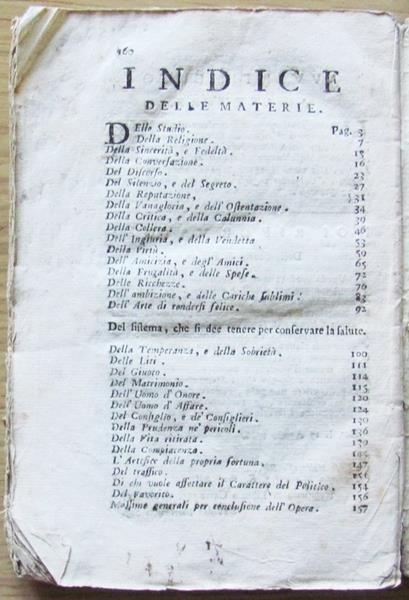 160
INDICE
DELLE MATERIE.
DEllo Studio. Pag. 3
Della Religione. 7
Della Sincerità, e Fedeltà. 15
Della Conversazione. 16
Del Discorso. 23
Del Silenzio, e del Segreto. 27
Della Reputazione. 31
Della Vanagloria, e dell' Ostentazione. 34
Della Critica, e della Calunnia. 39
Della Collera. 46
Dell' Ingiuria, e della Vendetta 53
Della Virtù. 59
Dell' Amicizia, e degl' Amici. 65
Della Frugalità, e delle Spese. 72
Delle Ricchezze. 76
Dell' ambizione, e delle Cariche sublimi. 83
Dell' Arte di rendersi felice. 92
Del sistema, che si dee tenere per conservare la salute.
Della Temperanza, e della Sobrietà. 100
Delle Liti. 111
Del Giuoco. 114
Del Matrimonio. 115
Dell' Uomo d' Onore. 120
Dell' Uomo d' Affare. 124
Del Consiglio, e de' Consiglieri. 130
Della Prudenza ne' pericoli. 136
Della Vita ritirata. 139
Della Compiacenza.
L' Artefice della propria fortuna. 147
Del traffico.
Di chi vuole affettare il Carattere del Politico. 154
Del Favorito. 156
Massime generali per conclusione dell' Opera. 157